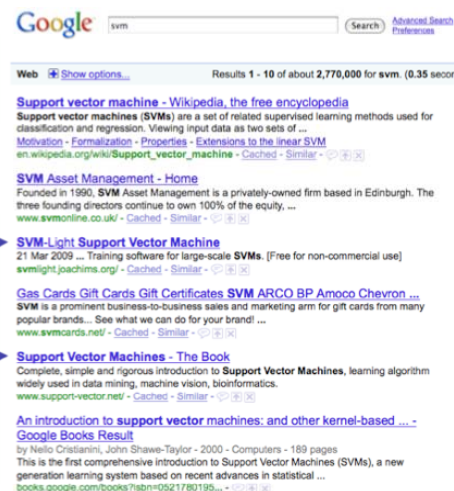 Google
svm
Search
Advanced Search
Preferences
Web Show options... Results 1 - 10 of about 2,770,000 for svm. (0.35 secon
Support vector machine - Wikipedia, the free encyclopedia
Support vector machines (SVMs) are a set of related supervised learning methods used for
classification and regression. Viewing input data as two sets of ...
Motivation - Formalization - Properties - Extensions to the linear SVM
en.wikipedia.org/wiki/Support_vector_machine - Cached - Similar -
SVM Asset Management - Home
Founded in 1990, SVM Asset Management is a privately-owned firm based in Edinburgh. The
three founding directors continue to own 100% of the equity, ...
www.svmonline.co.uk/ - Cached - Similar -
SVM-Light Support Vector Machine
21 Mar 2009 ... Training software for large-scale SVMs. [Free for non-commercial use]
svmlight.joachims.org/ - Cached - Similar -
Gas Cards Gift Cards Gift Certificates SVM ARCO BP Amoco Chevron ...
SVM is a prominent business-to-business sales and marketing arm for gift cards from many
popular brands... See what we can do for your brand! ...
www.svmcards.net/ - Cached - Similar -
Support Vector Machines - The Book
Complete, simple and rigorous introduction to Support Vector Machines, learning algorithm
widely used in data mining, machine vision, bioinformatics.
www.support-vector.net/ - Cached - Similar -
An introduction to support vector machines: and other kernel-based ... -
Google Books Result
by Nello Cristianini, John Shawe-Taylor - 2000 - Computers - 189 pages
This is the first comprehensive introduction to Support Vector Machines (SVMs), a new
generation learning system based on recent advances in statistical ...
books.google.com/books?isbn=0521780195... -